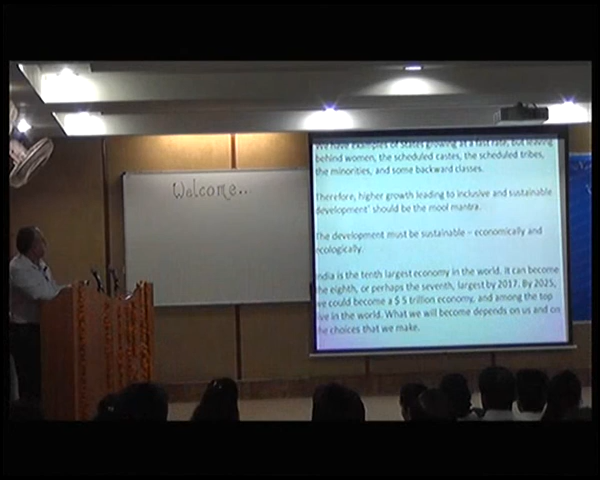 Welcome..
We have examples of States growing at a fast rate, but leaving
behind women, the scheduled castes, the scheduled tribes,
the minorities, and some backward classes.
Therefore, higher growth leading to inclusive and sustainable
development' should be the mool mantra.
The development must be sustainable – economically and
ecologically.
India is the tenth largest economy in the world. It can become
the eighth, or perhaps the seventh, largest by 2017. By 2025,
we could become a $ 5 trillion economy, and among the top
five in the world. What we will become depends on us and on
the choices that we make.